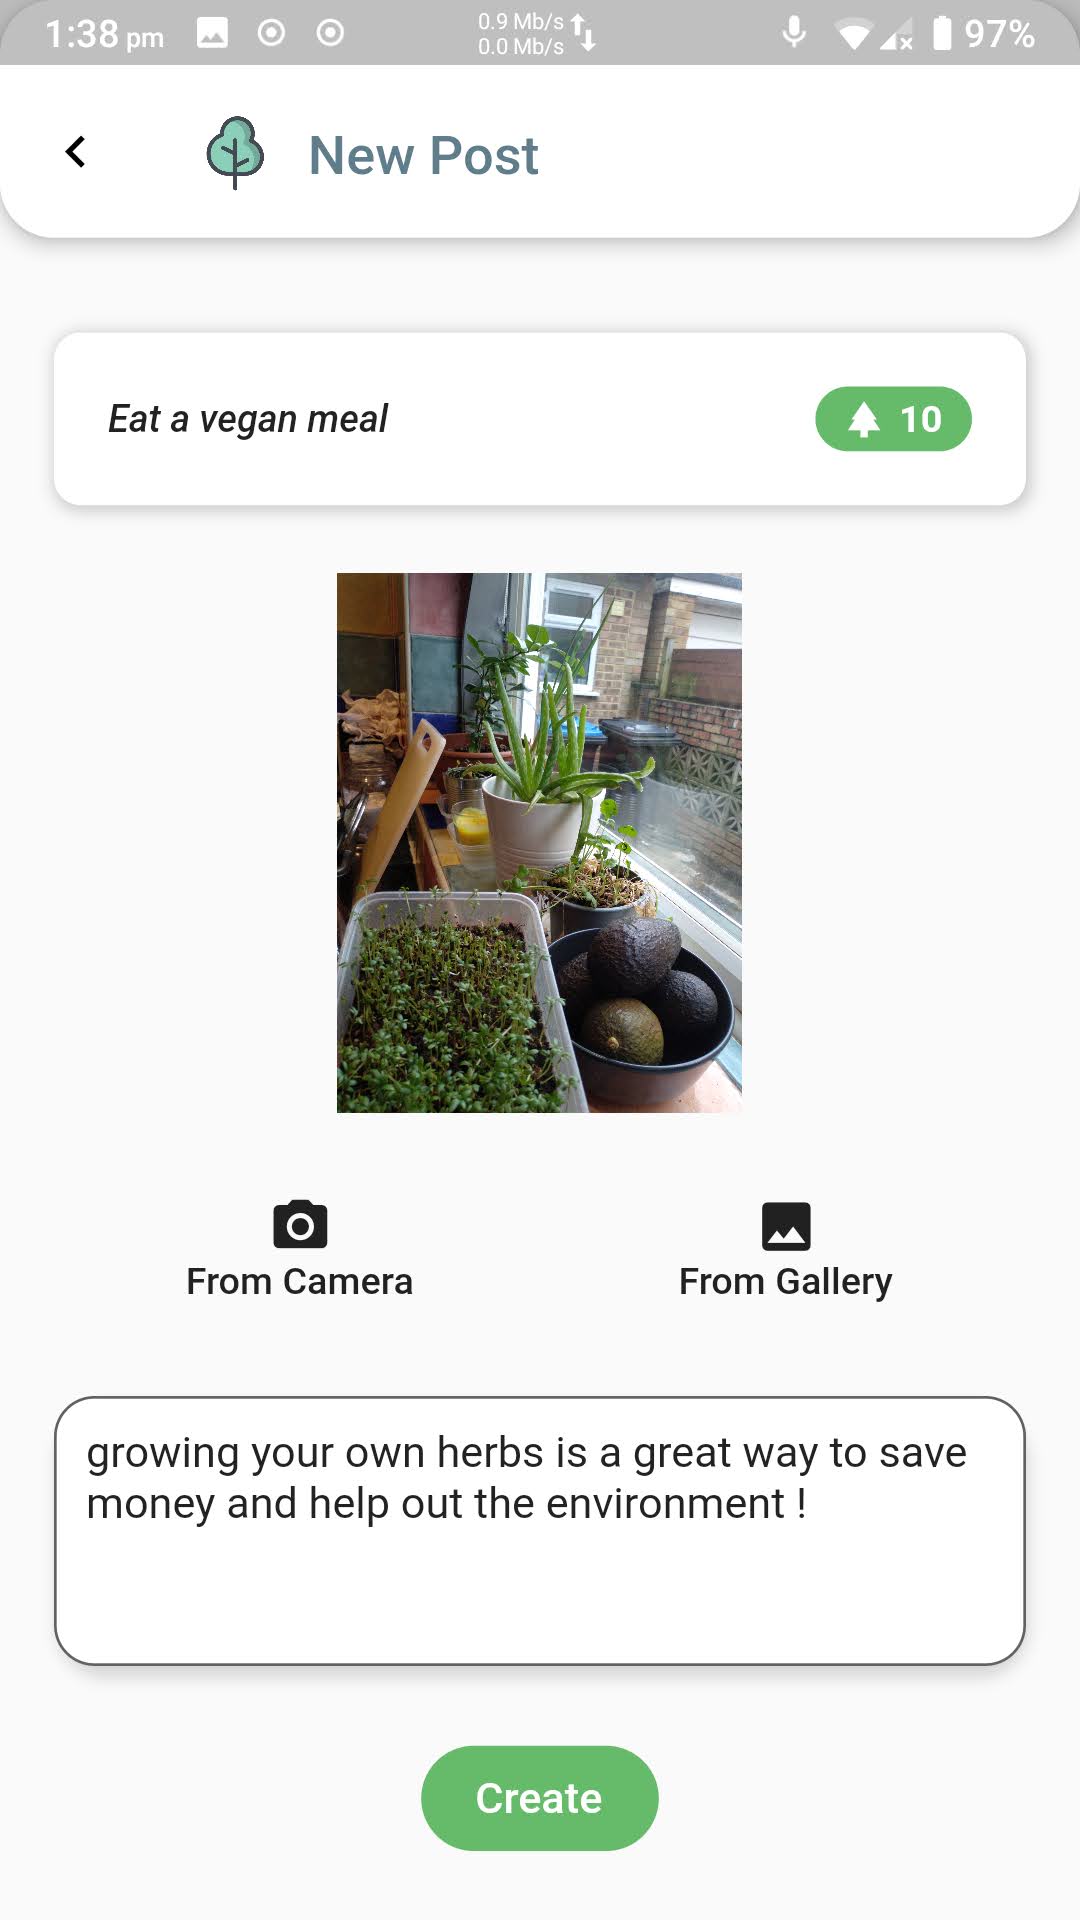 1:38 pm
0.9 Mb/s
0.0 Mb/s
97%
New Post
Eat a vegan meal
10
From Camera
From Gallery
growing your own herbs is a great way to save
money and help out the environment !
Create